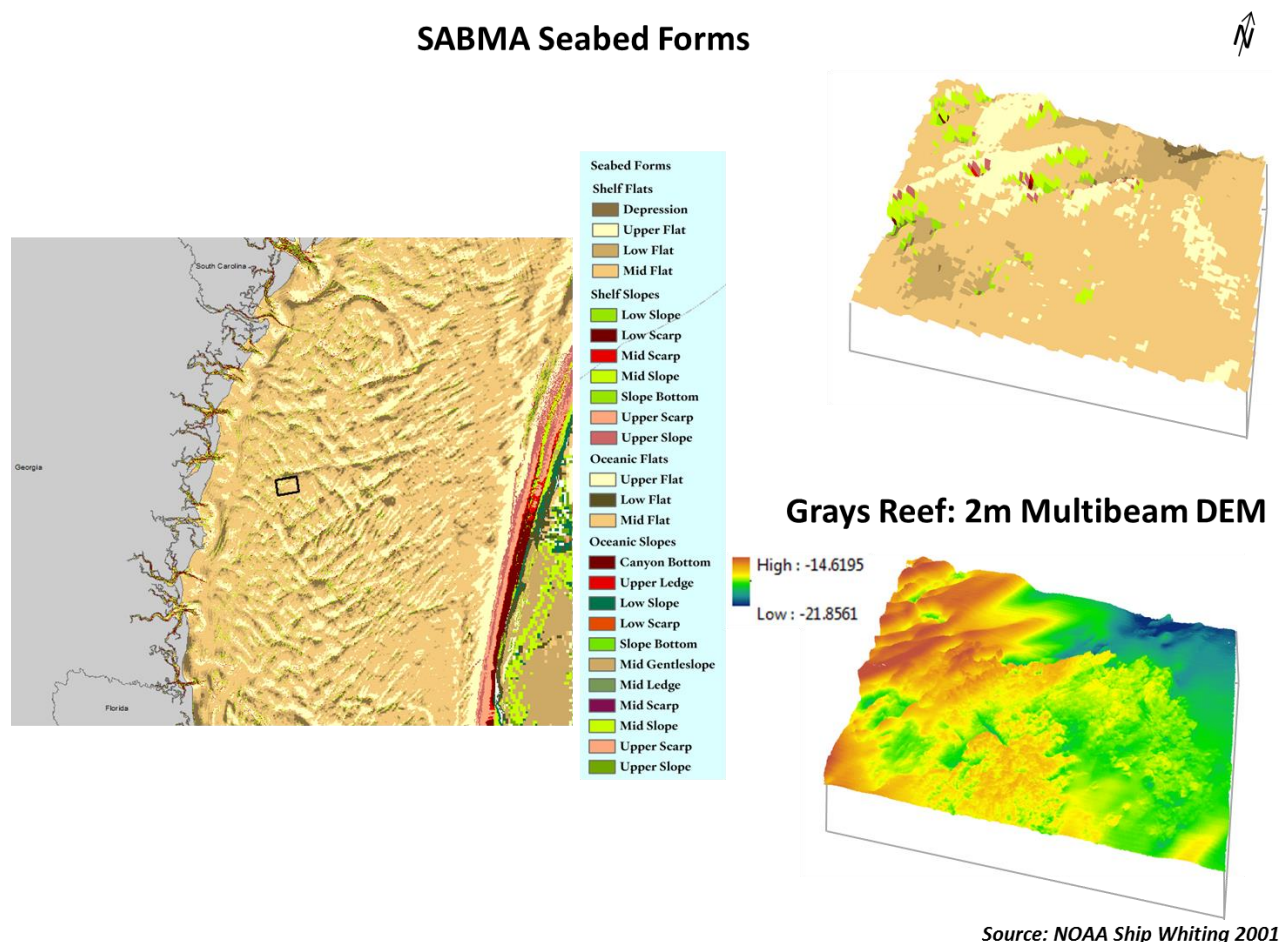 SABMA Seabed Forms
N
South Carolina
Georgia
Florida
Seabed Forms
Shelf Flats
Depression
Upper Flat
Low Flat
Mid Flat
Shelf Slopes
Low Slope
Low Scarp
Mid Scarp
Mid Slope
Slope Bottom
Upper Scarp
Upper Slope
Oceanic Flats
Upper Flat
Low Flat
Mid Flat
Oceanic Slopes
Canyon Bottom
Upper Ledge
Low Slope
Low Scarp
Slope Bottom
Mid Gentleslope
Mid Ledge
Mid Scarp
Mid Slope
Upper Scarp
Upper Slope
Grays Reef: 2m Multibeam DEM
High : -14.6195
Low : -21.8561
Source: NOAA Ship Whiting 2001